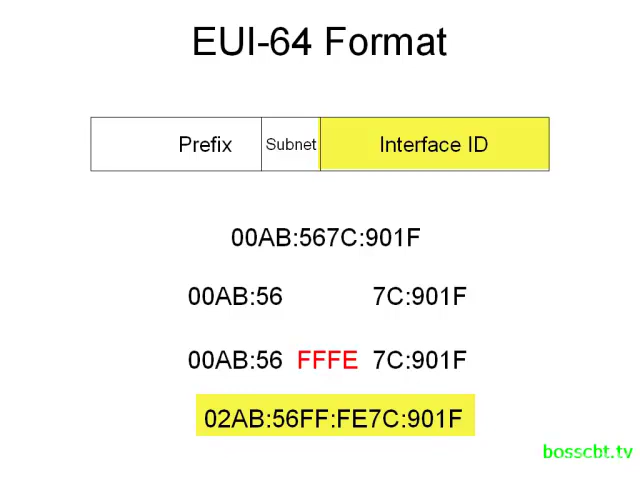 EUI-64 Format
Prefix Subnet Interface ID
00AB:567C:901F
00AB:56 7C:901F
00AB:56 FFFE 7C:901F
02AB:56FF:FE7C:901F
bosscbt.tv